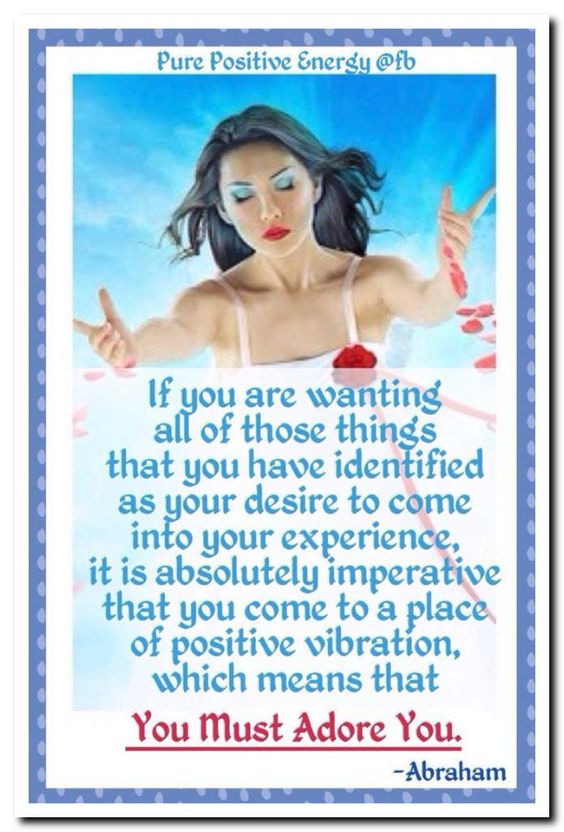 Pure Positive Energy @fb
If you are wanting
all of those things
that you have identified
as your desire to come
into your experience,
it is absolutely imperative
that you come to a place
of positive vibration,
which means that
You Must Adore You.
~Abraham